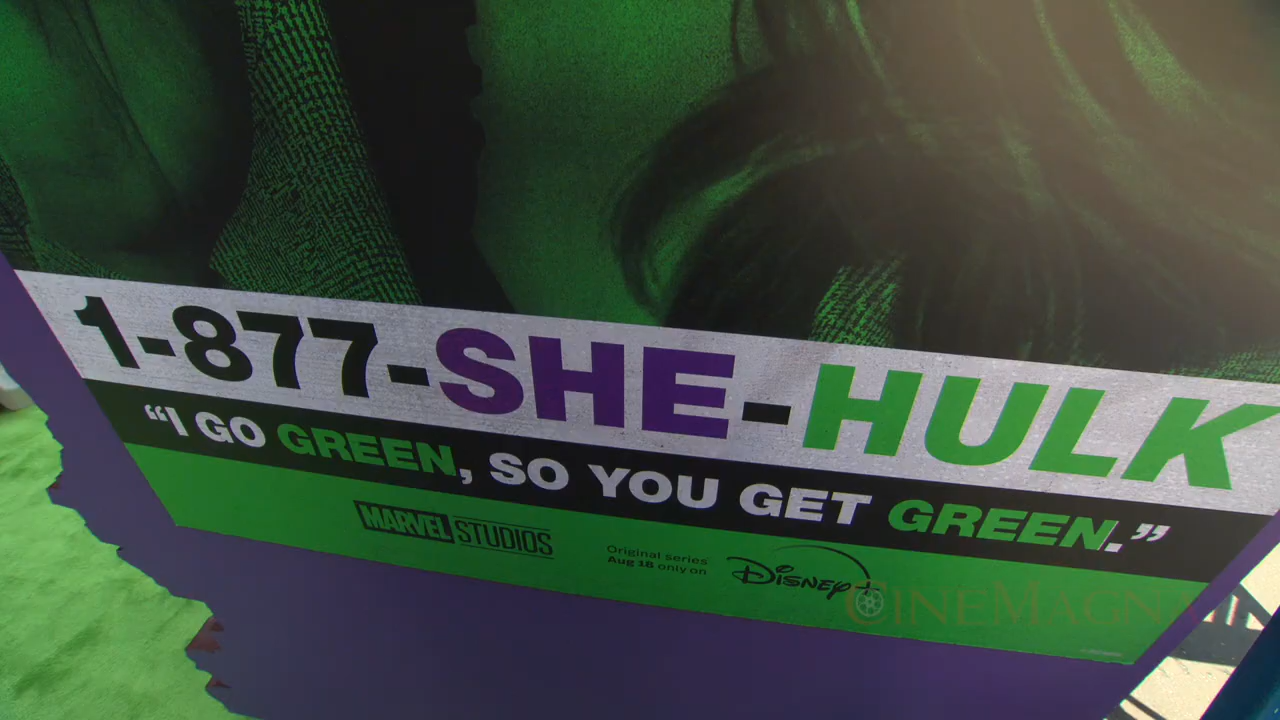 1-877-SHE-HULK
“I GO GREEN, SO YOU GET GREEN.”
MARVEL STUDIOS
Original series
Aug 18 only on
Disney+